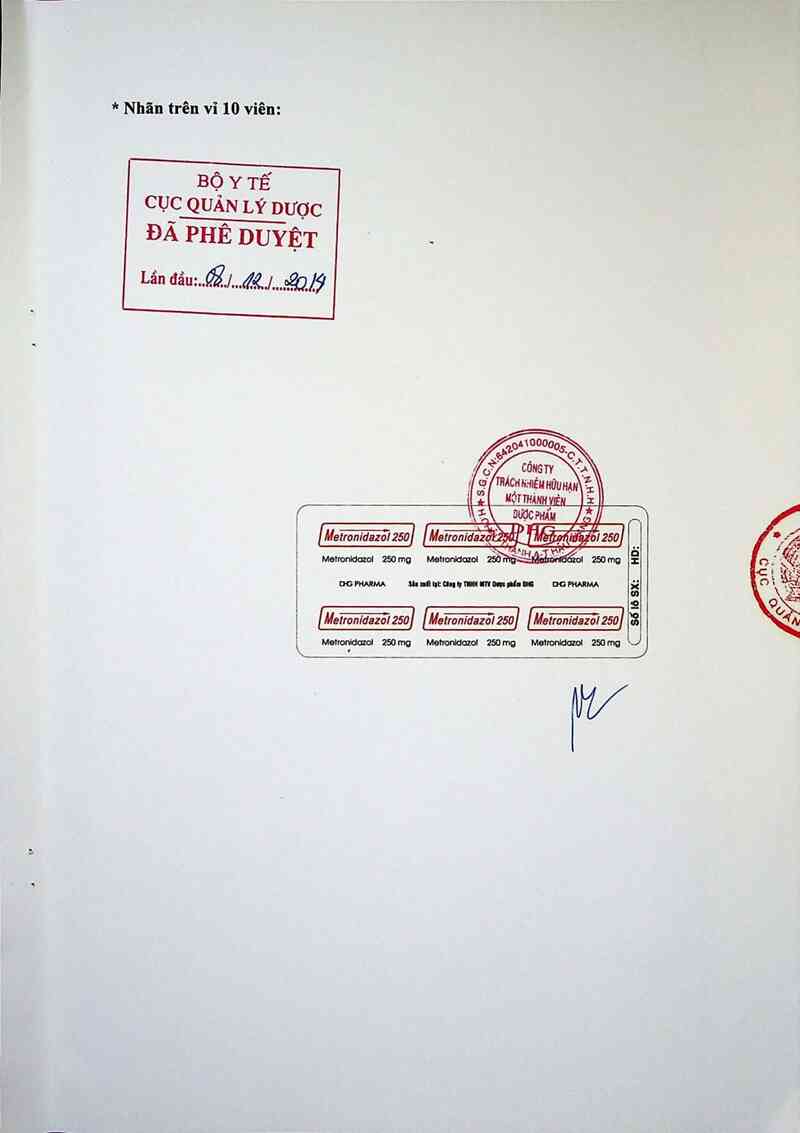 * Nhãn trên vỉ 10 viên:
BỘ Y TẾ
CỤC QUẢN LÝ DƯỢC
ĐÃ PHÊ DUYỆT
Lần đầu:..08../...12.../......2014
S.G.C.N:642041000005-C.T.T.N.H.H
CÔNG TY
TRÁCH NHIỆM HỮU HẠN
MỘT THÀNH VIÊN
DƯỢC PHẨM
DHG
Metronidazol 250 Metronidazol 250 Metronidazol 250
Metronidazol 250 mg Metronidazol 250 mg Metronidazol 250 mg
DHG PHARMA Sản xuất tại: Công ty TNHH MTV Dược phẩm DHG DHG PHARMA
Metronidazol 250 Metronidazol 250 Metronidazol 250
Metronidazol 250 mg Metronidazol 250 mg Metronidazol 250 mg
Số lô SX: HD:
CỤC QUẢN